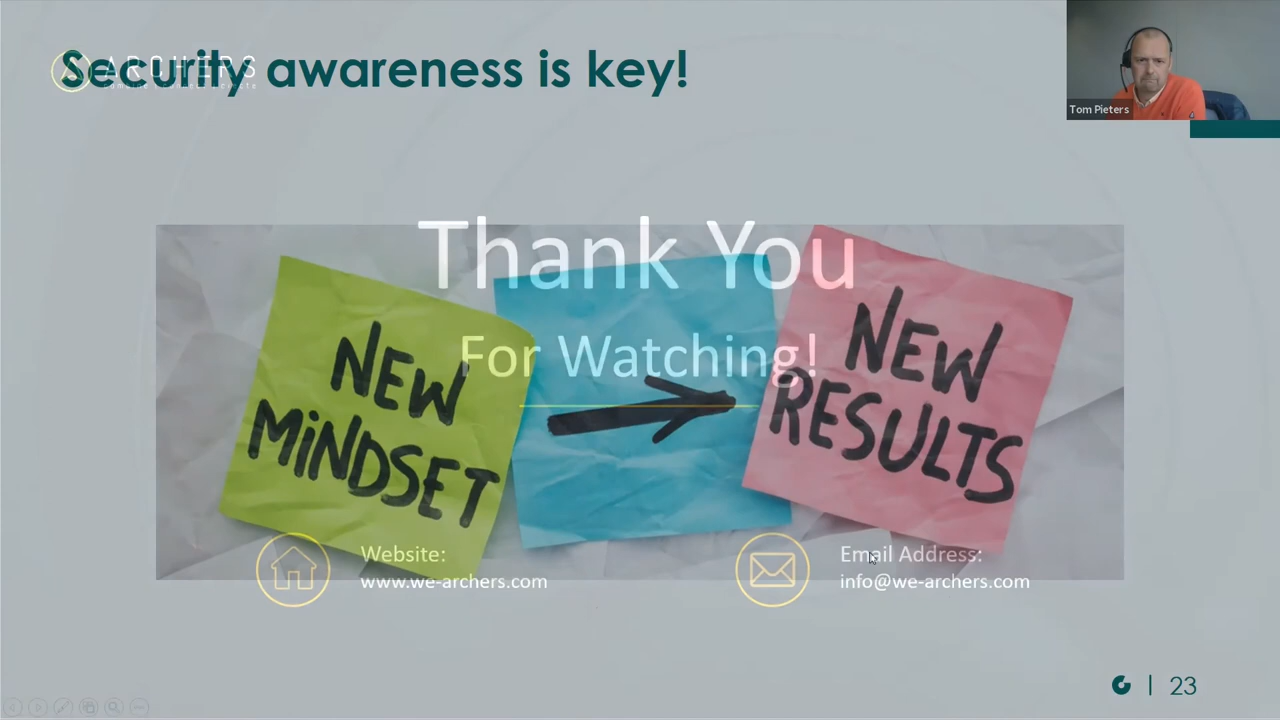 Security awareness is key!
ARCHERS
Tom Pieters
Thank You
For Watching!
NEW
MiNDSET
NEW
RESULTS
Website:
www.we-archers.com
Email Address:
info@we-archers.com
23